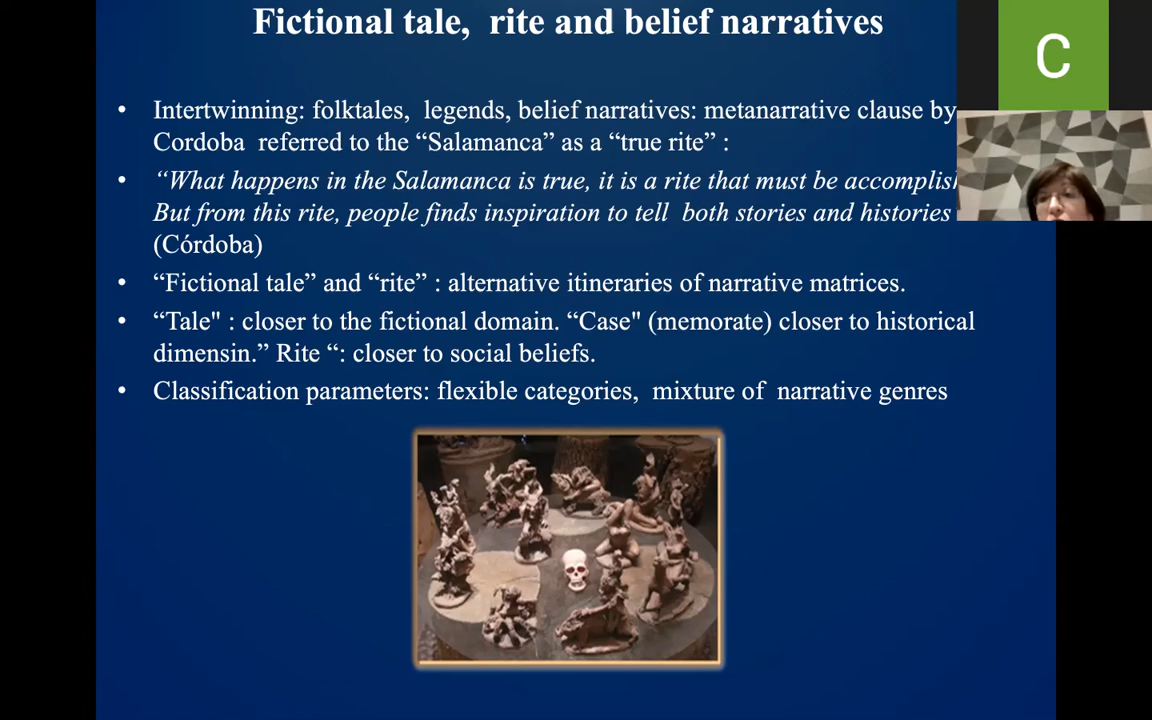 Fictional tale, rite and belief narratives
C
• Intertwinning: folktales, legends, belief narratives: metanarrative clause by
Cordoba referred to the “Salamanca” as a “true rite” :
• “What happens in the Salamanca is true, it is a rite that must be accomplish
But from this rite, people finds inspiration to tell both stories and histories
(Córdoba)
• “Fictional tale” and “rite” : alternative itineraries of narrative matrices.
• “Tale" : closer to the fictional domain. “Case" (memorate) closer to historical
dimensin.” Rite “: closer to social beliefs.
• Classification parameters: flexible categories, mixture of narrative genres